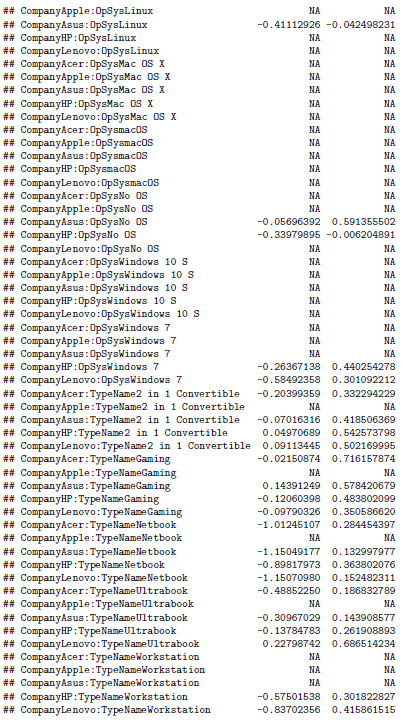 ## CompanyApple:OpSysLinux NA NA
## CompanyAsus:OpSysLinux -0.41112926 -0.042498231
## CompanyHP:OpSysLinux NA NA
## CompanyLenovo:OpSysLinux NA NA
## CompanyAcer:OpSysMac OS X NA NA
## CompanyApple:OpSysMac OS X NA NA
## CompanyAsus:OpSysMac OS X NA NA
## CompanyHP:OpSysMac OS X NA NA
## CompanyLenovo:OpSysMac OS X NA NA
## CompanyAcer:OpSysmacOS NA NA
## CompanyApple:OpSysmacOS NA NA
## CompanyAsus:OpSysmacOS NA NA
## CompanyHP:OpSysmacOS NA NA
## CompanyLenovo:OpSysmacOS NA NA
## CompanyAcer:OpSysNo OS NA NA
## CompanyApple:OpSysNo OS NA NA
## CompanyAsus:OpSysNo OS -0.05696392 0.591355502
## CompanyHP:OpSysNo OS -0.33979895 -0.006204891
## CompanyLenovo:OpSysNo OS NA NA
## CompanyAcer:OpSysWindows 10 S NA NA
## CompanyApple:OpSysWindows 10 S NA NA
## CompanyAsus:OpSysWindows 10 S NA NA
## CompanyHP:OpSysWindows 10 S NA NA
## CompanyLenovo:OpSysWindows 10 S NA NA
## CompanyAcer:OpSysWindows 7 NA NA
## CompanyApple:OpSysWindows 7 NA NA
## CompanyAsus:OpSysWindows 7 NA NA
## CompanyHP:OpSysWindows 7 -0.26367138 0.440254278
## CompanyLenovo:OpSysWindows 7 -0.58492358 0.301092212
## CompanyAcer:TypeName2 in 1 Convertible -0.20399359 0.332294229
## CompanyApple:TypeName2 in 1 Convertible NA NA
## CompanyAsus:TypeName2 in 1 Convertible -0.07016316 0.418506369
## CompanyHP:TypeName2 in 1 Convertible 0.04970689 0.542573798
## CompanyLenovo:TypeName2 in 1 Convertible 0.09113445 0.502169995
## CompanyAcer:TypeNameGaming -0.02150874 0.716157874
## CompanyApple:TypeNameGaming NA NA
## CompanyAsus:TypeNameGaming 0.14391249 0.578420679
## CompanyHP:TypeNameGaming -0.12060398 0.483802099
## CompanyLenovo:TypeNameGaming -0.09790326 0.350586620
## CompanyAcer:TypeNameNetbook -1.01245107 0.284454397
## CompanyApple:TypeNameNetbook NA NA
## CompanyAsus:TypeNameNetbook -1.15049177 0.132997977
## CompanyHP:TypeNameNetbook -0.89817973 0.363802076
## CompanyLenovo:TypeNameNetbook -1.15070980 0.152482311
## CompanyAcer:TypeNameUltrabook -0.48852250 0.186832789
## CompanyApple:TypeNameUltrabook NA NA
## CompanyAsus:TypeNameUltrabook -0.30967029 0.143908577
## CompanyHP:TypeNameUltrabook -0.13784783 0.261908893
## CompanyLenovo:TypeNameUltrabook 0.22798742 0.686514234
## CompanyAcer:TypeNameWorkstation NA NA
## CompanyApple:TypeNameWorkstation NA NA
## CompanyAsus:TypeNameWorkstation NA NA
## CompanyHP:TypeNameWorkstation -0.57501538 0.301822827
## CompanyLenovo:TypeNameWorkstation -0.83702356 0.415861515